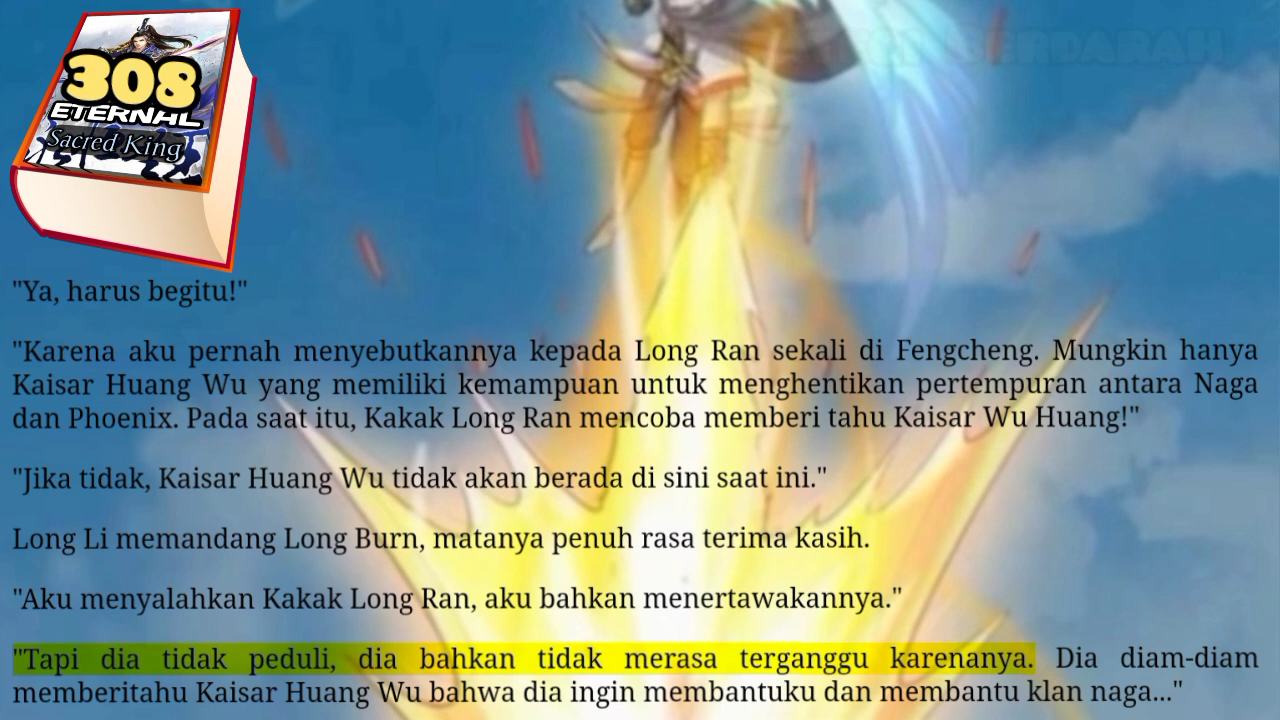 308
ETERNAL
Sacred King
"Ya, harus begitu!"
"Karena aku pernah menyebutkannya kepada Long Ran sekali di Fengcheng. Mungkin hanya
Kaisar Huang Wu yang memiliki kemampuan untuk menghentikan pertempuran antara Naga
dan Phoenix. Pada saat itu, Kakak Long Ran mencoba memberi tahu Kaisar Wu Huang!"
"Jika tidak, Kaisar Huang Wu tidak akan berada di sini saat ini."
Long Li memandang Long Burn, matanya penuh rasa terima kasih.
"Aku menyalahkan Kakak Long Ran, aku bahkan menertawakannya."
"Tapi dia tidak peduli, dia bahkan tidak merasa terganggu karenanya. Dia diam-diam
memberitahu Kaisar Huang Wu bahwa dia ingin membantuku dan membantu klan naga..."